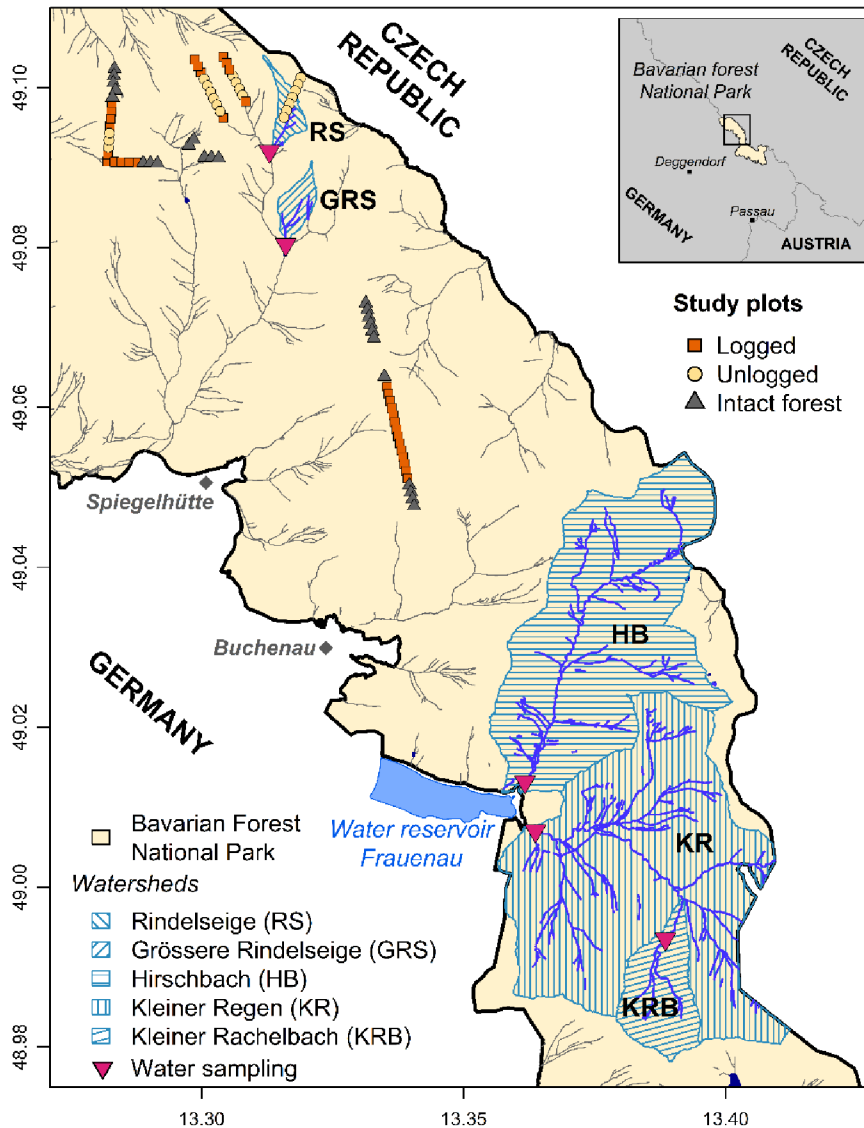 CZECH
REPUBLIC
RS
GRS
HB
KR
KRB
Spiegelhütte
Buchenau
GERMANY
Water reservoir
Frauenau
Bavarian forest
National Park
CZECH
REPUBLIC
Deggendorf
Passau
GERMANY
AUSTRIA
Study plots
Logged
Unlogged
Intact forest
Bavarian Forest
National Park
Watersheds
Rindelseige (RS)
Grössere Rindelseige (GRS)
Hirschbach (HB)
Kleiner Regen (KR)
Kleiner Rachelbach (KRB)
Water sampling
49.10
49.08
49.06
49.04
49.02
49.00
48.98
13.30
13.35
13.40